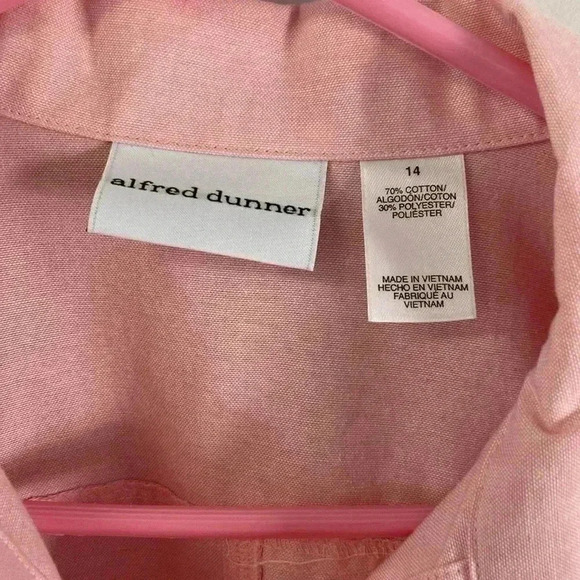 alfred dunner
14
70% COTTON/
ALGODÓN/COTON
30% POLYESTER/
POLIÉSTER
MADE IN VIETNAM
HECHO EN VIETNAM
FABRIQUÉ AU
VIETNAM